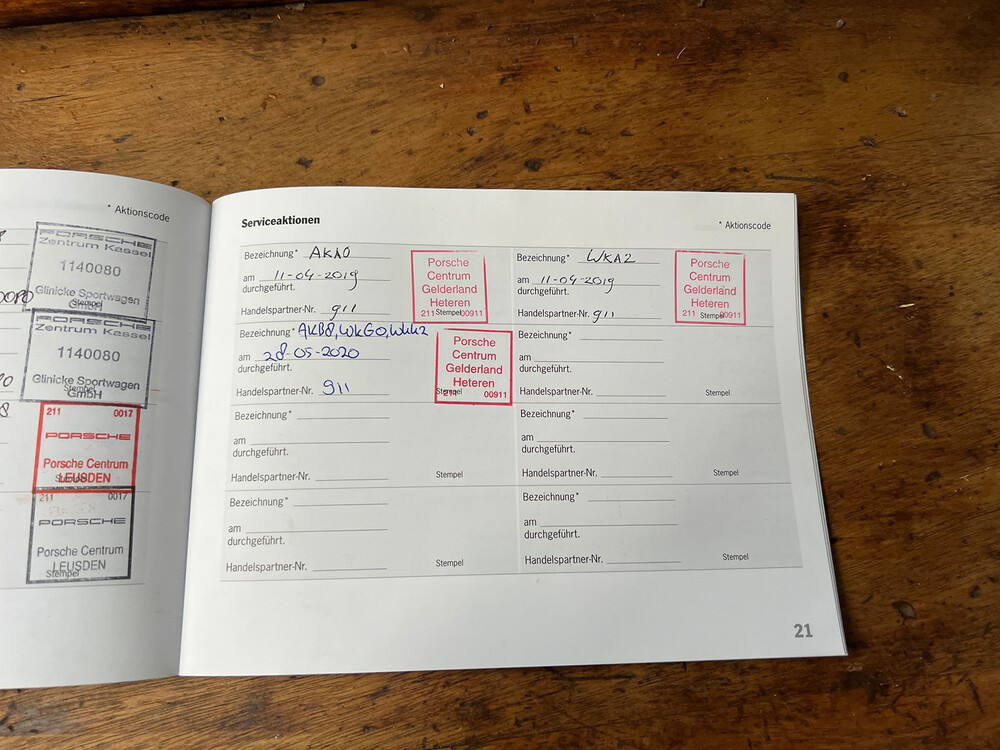 * Aktionscode
PORSCHE
Zentrum Kassel
1140080
Glinicke Sportwagen
GmbH
Stempel
PORSCHE
Zentrum Kassel
1140080
Glinicke Sportwagen
GmbH
Stempel
211 0017
PORSCHE
Porsche Centrum
LEUSDEN
Stempel
211 0017
PORSCHE
Porsche Centrum
LEUSDEN
Stempel
Serviceaktionen
* Aktionscode
Bezeichnung* AKA0
am 11-04-2019
durchgeführt.
Handelspartner-Nr. 911
Porsche
Centrum
Gelderland
Heteren
211 Stempel 00911
Bezeichnung* WKA2
am 11-04-2019
durchgeführt.
Handelspartner-Nr. 911
Porsche
Centrum
Gelderland
Heteren
211 Stempel 00911
Bezeichnung* AKB8, WKG0,
am 28-05-2020
durchgeführt.
Handelspartner-Nr. 911
Porsche
Centrum
Gelderland
Heteren
211 00911
Stempel
Bezeichnung*
am
durchgeführt.
Handelspartner-Nr. Stempel
Bezeichnung*
am
durchgeführt.
Handelspartner-Nr. Stempel
Bezeichnung*
am
durchgeführt.
Handelspartner-Nr. Stempel
Bezeichnung*
am
durchgeführt.
Handelspartner-Nr. Stempel
Bezeichnung*
am
durchgeführt.
Handelspartner-Nr. Stempel
21